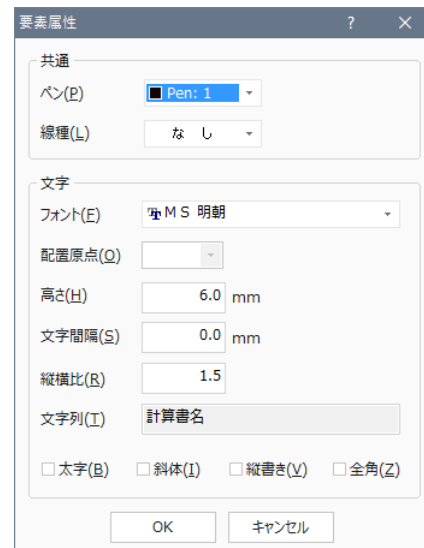 要素属性 ? ×
共通
ペン(P) Pen: 1
線種(L) な し
文字
フォント(F) MS 明朝
配置原点(O)
高さ(H) 6.0 mm
文字間隔(S) 0.0 mm
縦横比(R) 1.5
文字列(T) 計算書名
太字(B) 斜体(I) 縦書き(V) 全角(Z)
OK キャンセル